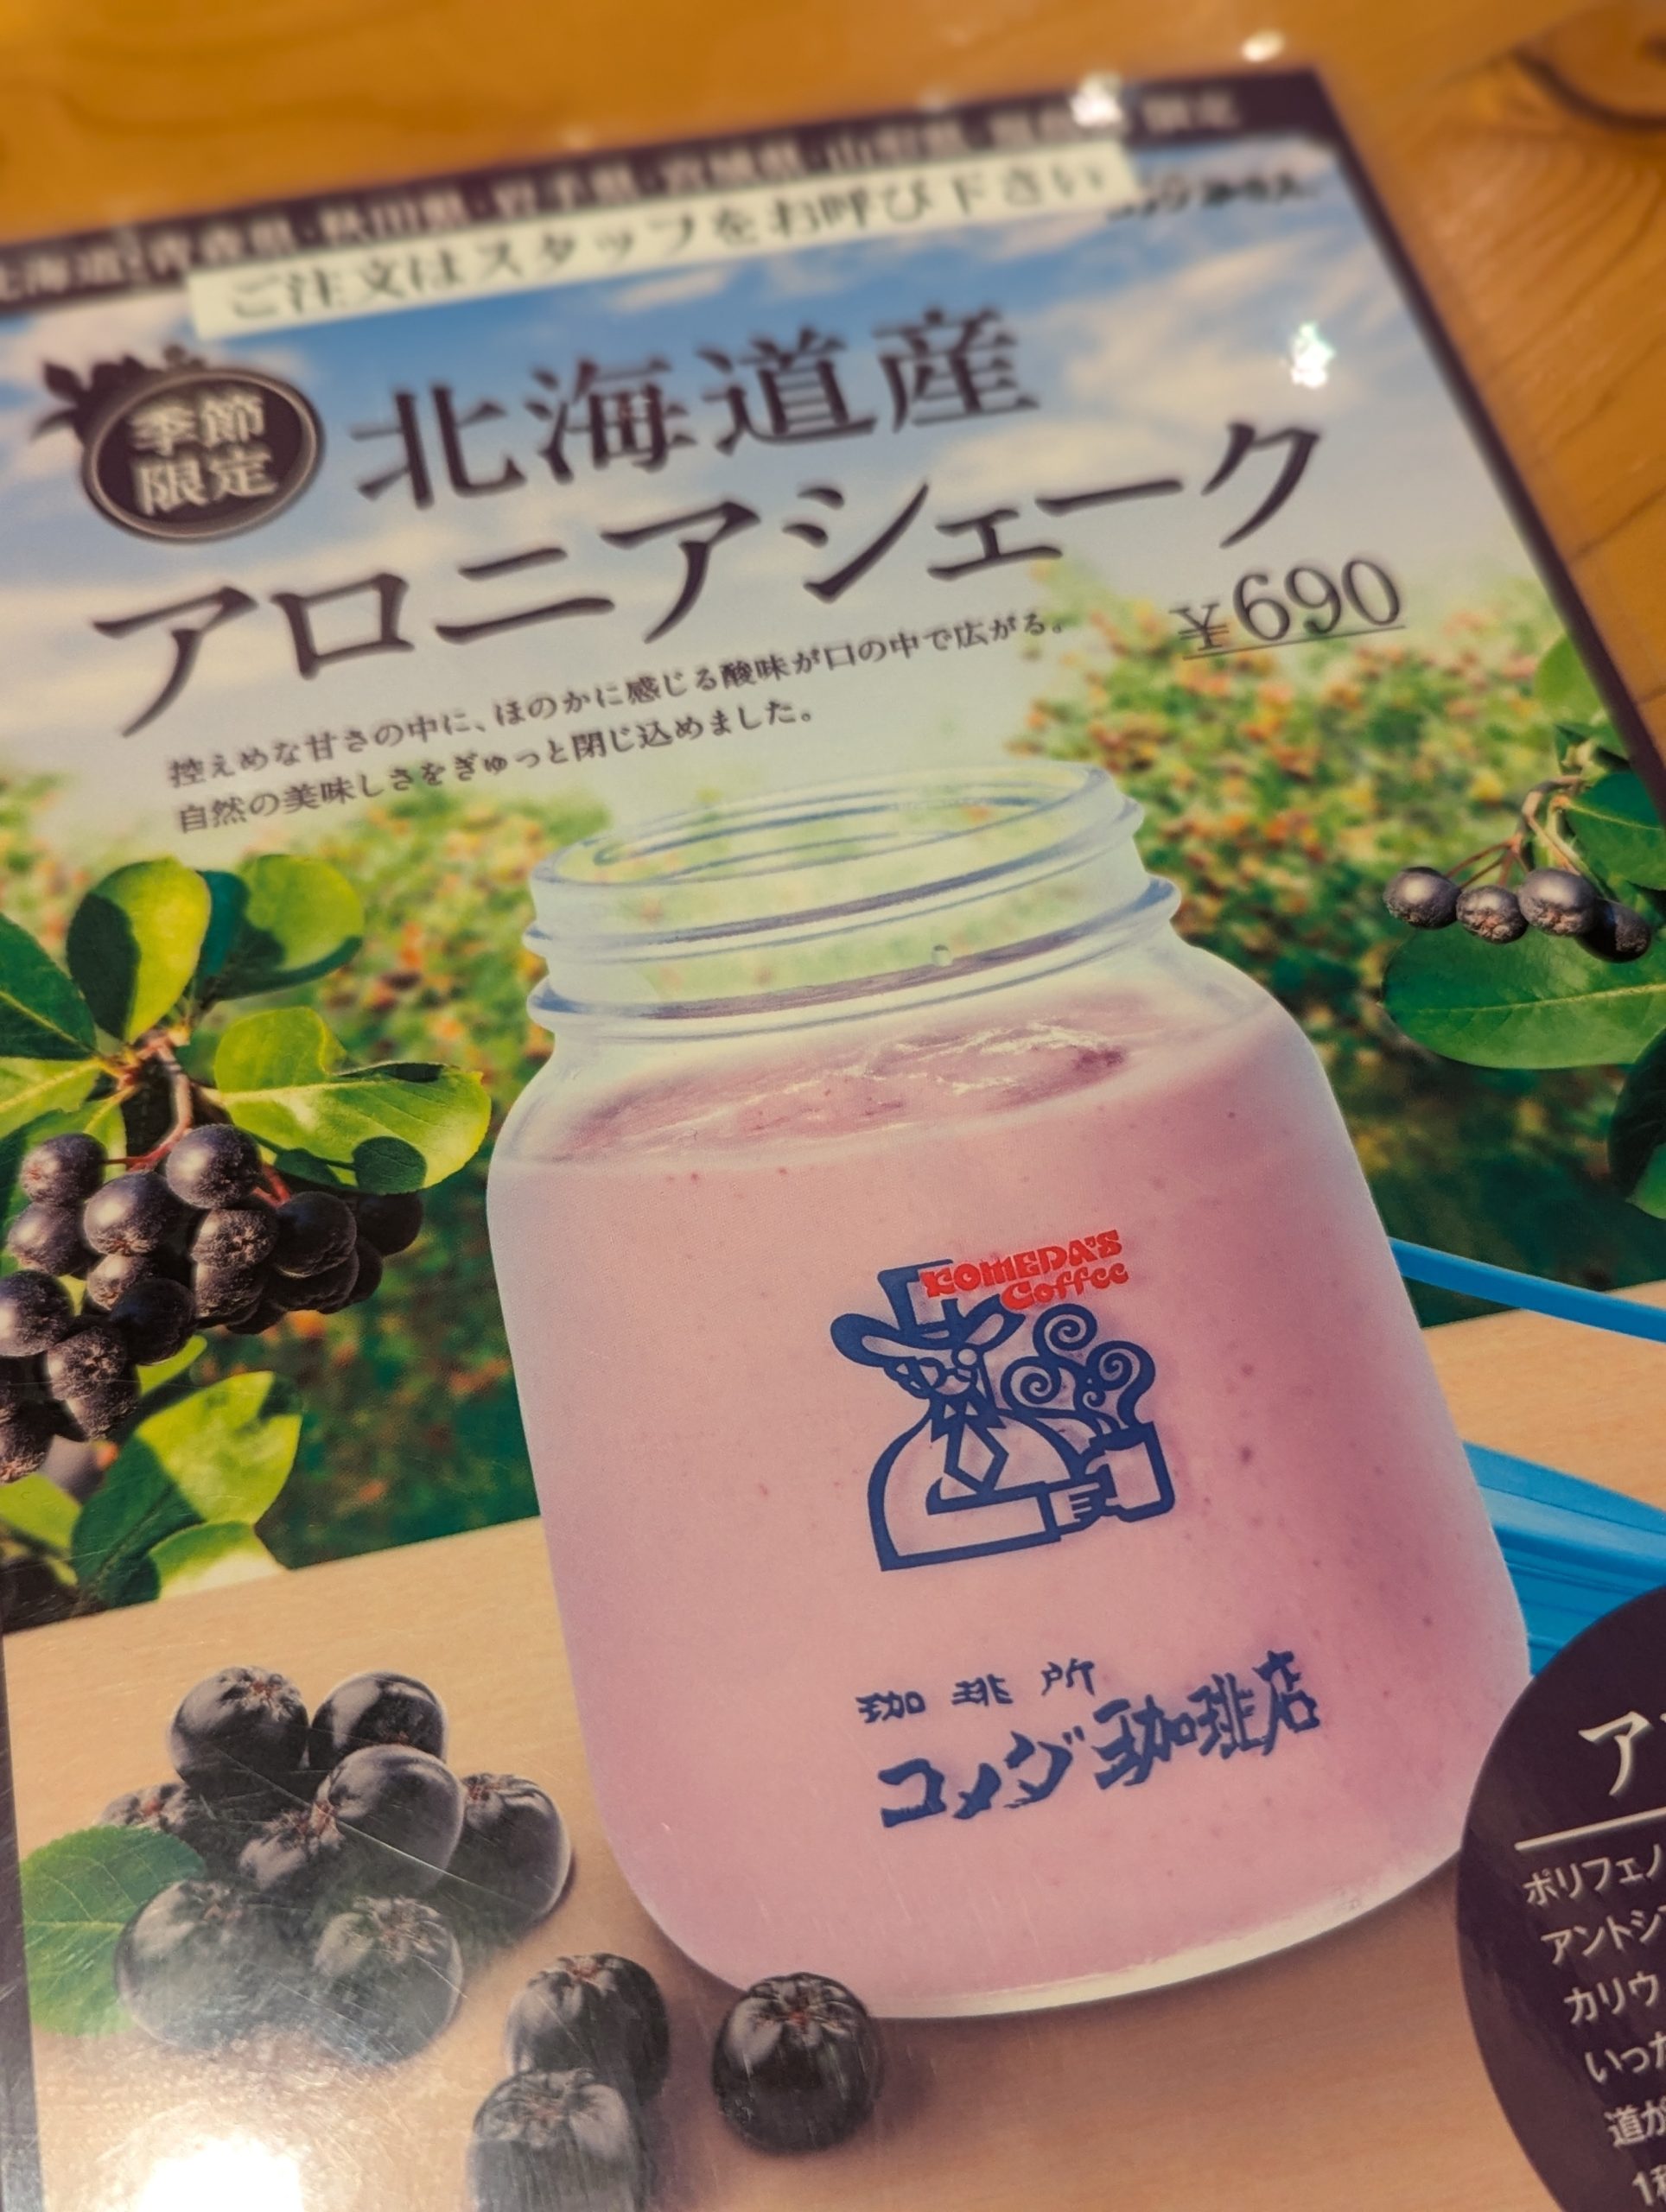 北海道・青森県・秋田県・岩手県・宮城県・山形県・福島県 限定
ご注文はスタッフをお呼び下さい
季節
限定
北海道産
アロニアシェーク
¥690
控えめな甘さの中に、ほのかに感じる酸味が口の中で広がる。
自然の美味しさをぎゅっと閉じ込めました。
KOMEDA'S
Coffee
珈琲所
コメダ珈琲店
ア
ポリフェノ
アントシア
カリウ
いった
道が
1